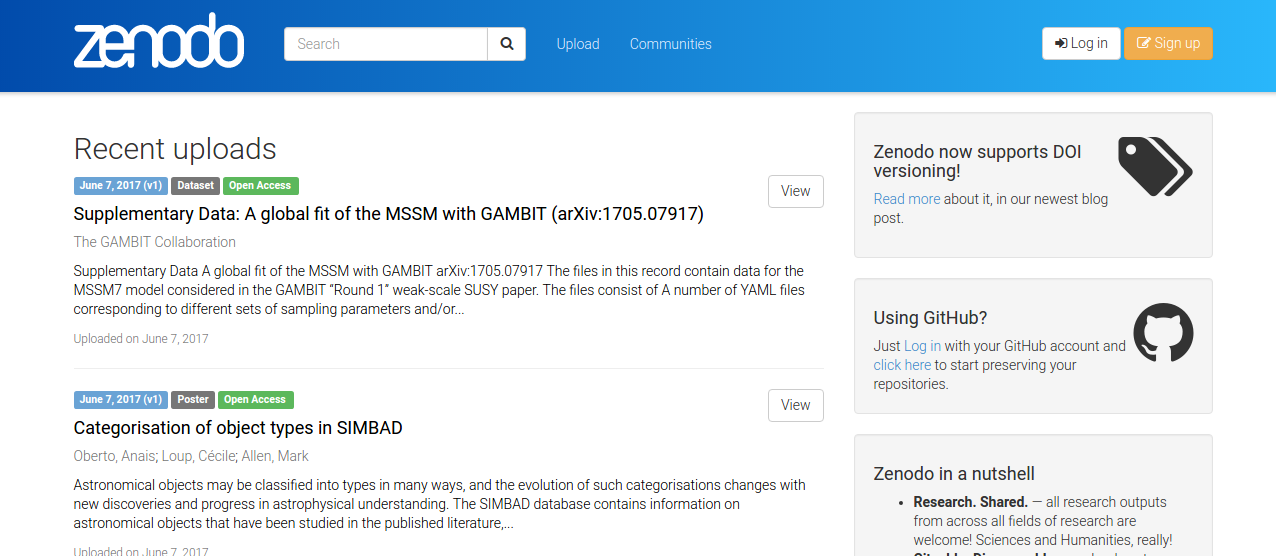 zenodo
Search
Upload
Communities
Log in
Sign up
Recent uploads
June 7, 2017 (v1) Dataset Open Access
View
Supplementary Data: A global fit of the MSSM with GAMBIT (arXiv:1705.07917)
The GAMBIT Collaboration
Supplementary Data A global fit of the MSSM with GAMBIT arXiv:1705.07917 The files in this record contain data for the
MSSM7 model considered in the GAMBIT “Round 1” weak-scale SUSY paper. The files consist of A number of YAML files
corresponding to different sets of sampling parameters and/or...
Uploaded on June 7, 2017
June 7, 2017 (v1) Poster Open Access
View
Categorisation of object types in SIMBAD
Oberto, Anais; Loup, Cécile; Allen, Mark
Astronomical objects may be classified into types in many ways, and the evolution of such categorisations changes with
new discoveries and progress in astrophysical understanding. The SIMBAD database contains information on
astronomical objects that have been studied in the published literature,...
Uploaded on June 7, 2017
Zenodo now supports DOI
versioning!
Read more about it, in our newest blog
post.
Using GitHub?
Just Log in with your GitHub account and
click here to start preserving your
repositories.
Zenodo in a nutshell
• Research. Shared. — all research outputs
from across all fields of research are
welcome! Sciences and Humanities, really!